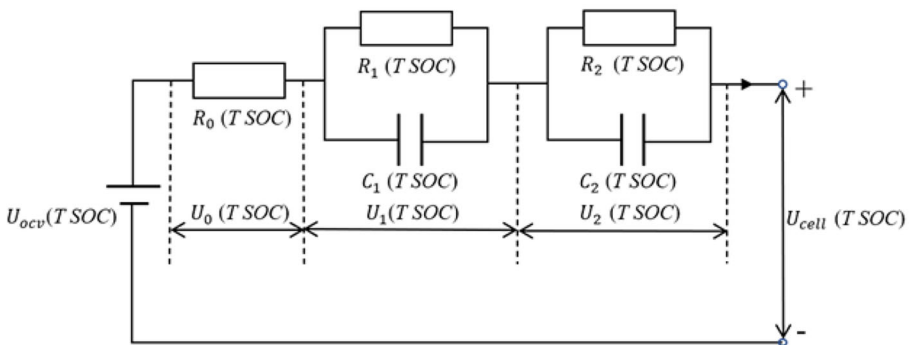 R₁ (T SOC)
R₂ (T SOC)
R₀ (T SOC)
+
C₁ (T SOC)
C₂ (T SOC)
Uₒcᵥ(T SOC)
U₀ (T SOC)
U₁(T SOC)
U₂ (T SOC)
U_cell (T SOC)
-